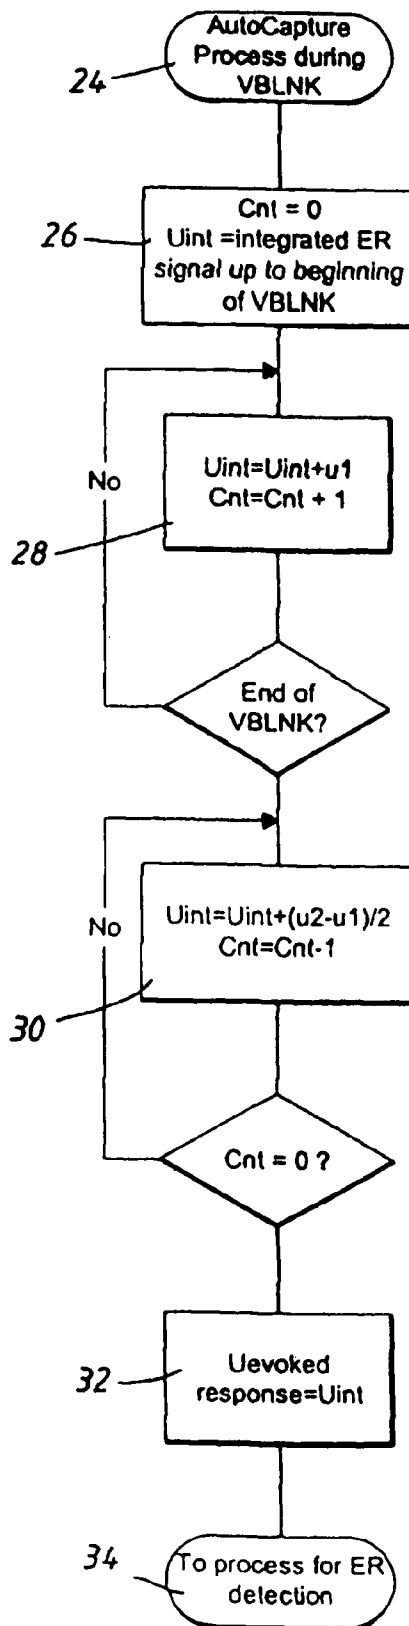 AutoCapture
Process during
VBLNK
24
Cnt = 0
Uint =integrated ER
signal up to beginning
of VBLNK
26
No
Uint=Uint+u1
Cnt=Cnt + 1
28
End of
VBLNK?
No
Uint=Uint+(u2-u1)/2
Cnt=Cnt-1
30
Cnt = 0 ?
Uevoked
response=Uint
32
To process for ER
detection
34